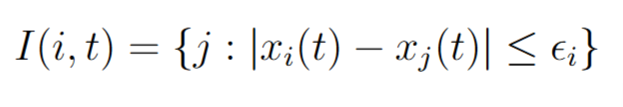 I(i, t) = {j : |x_i(t) − x_j(t)| ≤ ϵ_i}